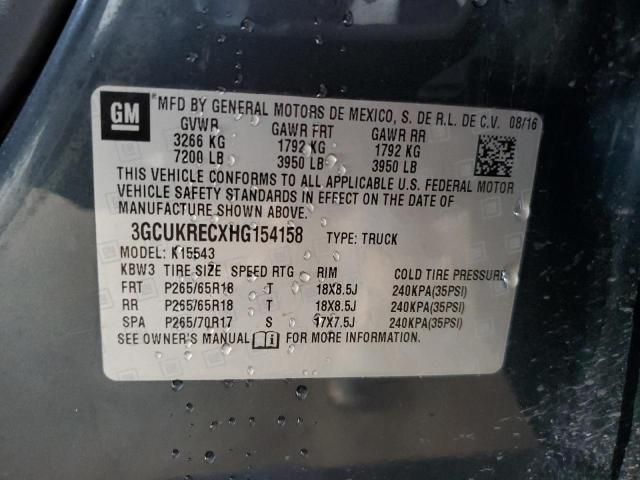 GM MFD BY GENERAL MOTORS DE MEXICO, S. DE R.L. DE C.V. 08/16
GVWR GAWR FRT GAWR RR
3266 KG 1792 KG 1792 KG
7200 LB 3950 LB 3950 LB
THIS VEHICLE CONFORMS TO ALL APPLICABLE U.S. FEDERAL MOTOR
VEHICLE SAFETY STANDARDS IN EFFECT ON THE DATE OF
MANUFACTURE SHOWN ABOVE.
3GCUKRECXHG154158 TYPE: TRUCK
MODEL: K15543
KBW3 TIRE SIZE SPEED RTG RIM COLD TIRE PRESSURE
FRT P265/65R18 T 18X8.5J 240KPA(35PSI)
RR P265/65R18 T 18X8.5J 240KPA(35PSI)
SPA P265/70R17 S 17X7.5J 240KPA(35PSI)
SEE OWNER'S MANUAL FOR MORE INFORMATION.